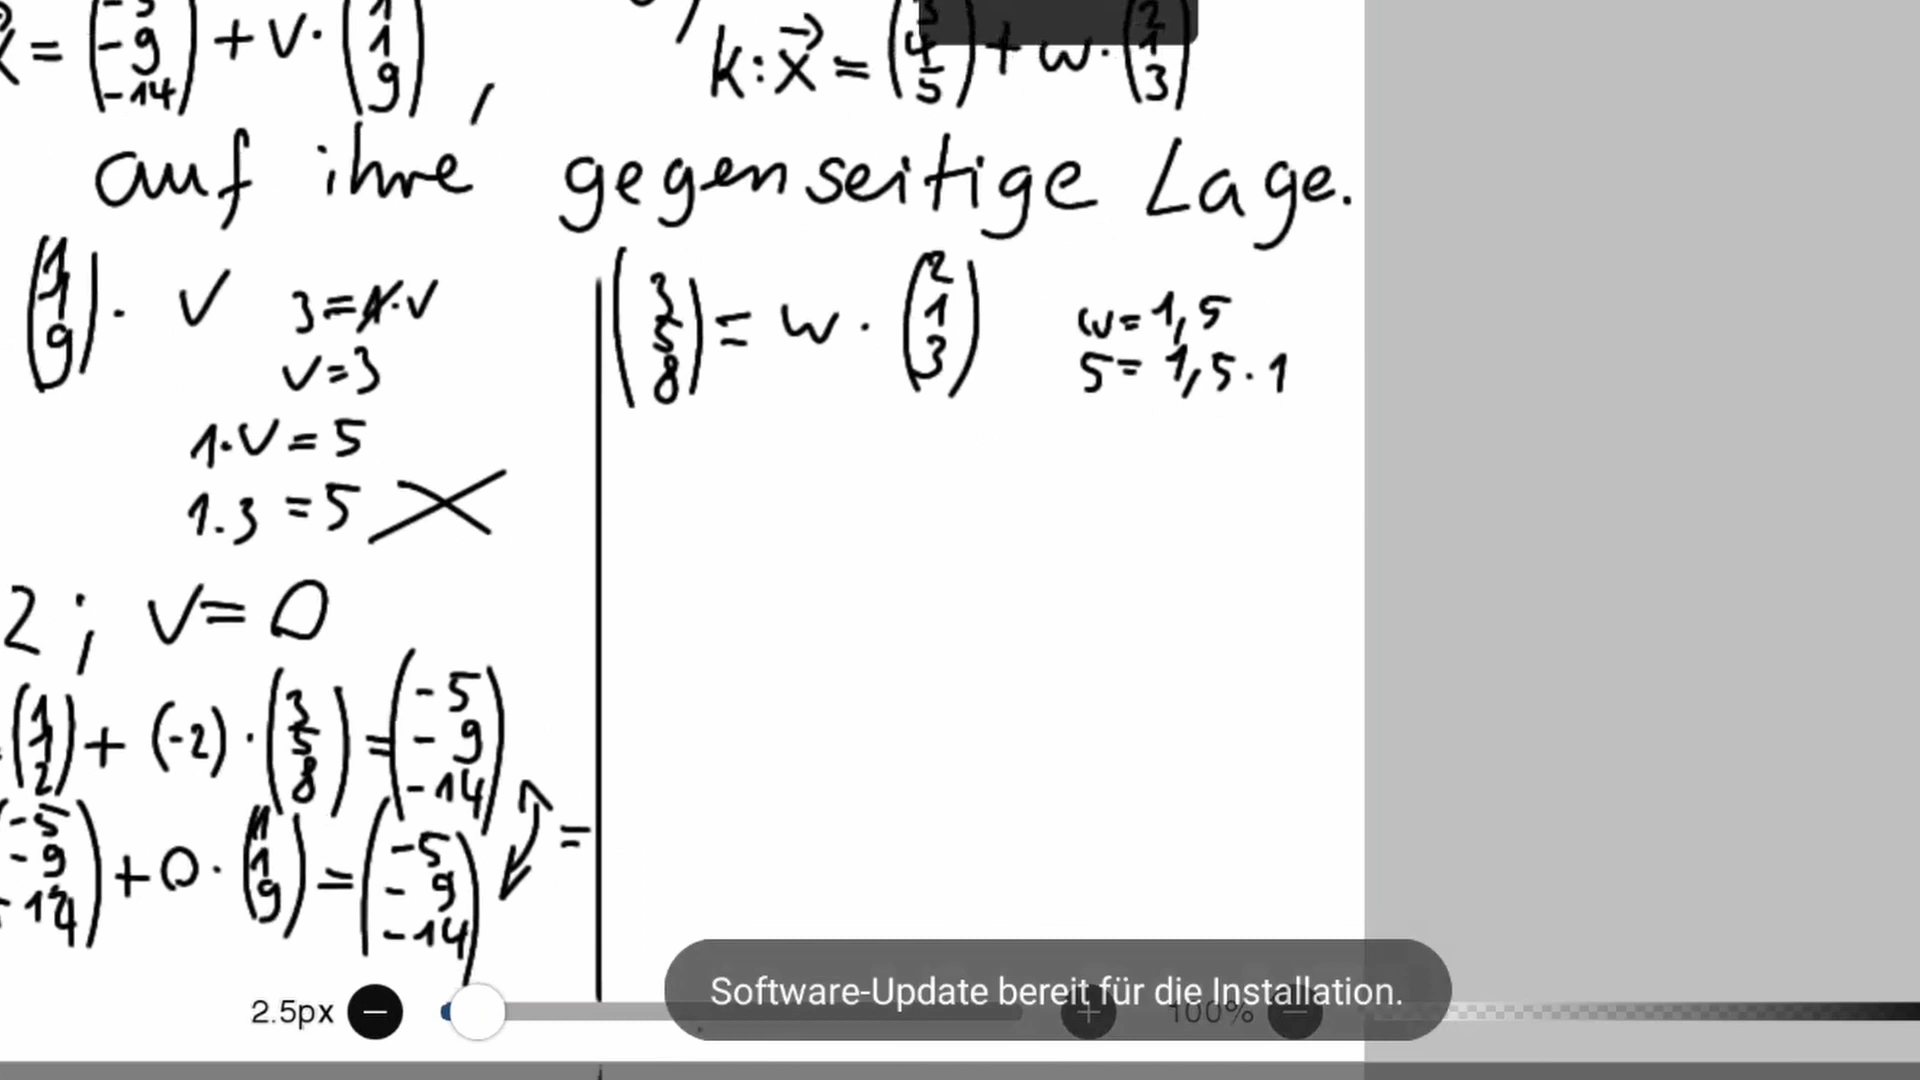 x = (-5 -9 -14) + v · (1 1 9) ,
k: x = (3 4 5) + w · (2 1 3)
auf ihre gegenseitige Lage.
(1 1 9) · v
3 = 1 · v
v = 3
1 · v = 5
1 · 3 = 5
2 ; v = 0
(1 1 2) + (-2) · (3 5 8) = (-5 -9 -14)
(-5 -9 -14) + 0 · (1 1 9) = (-5 -9 -14)
=
(3 5 8) = w · (2 1 3)
w = 1,5
5 = 1,5 · 1
2.5px
100%
Software-Update bereit für die Installation.